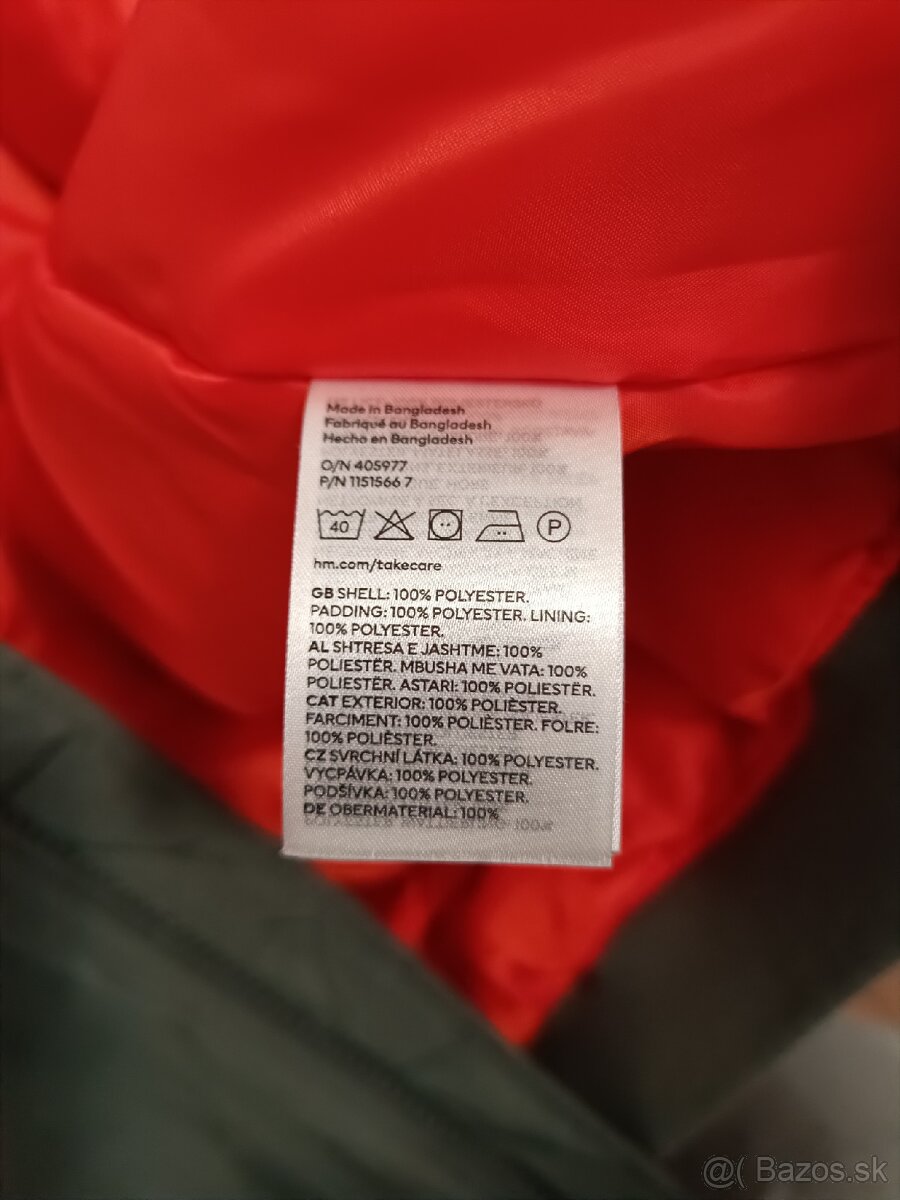 Made in Bangladesh
Fabriqué au Bangladesh
Hecho en Bangladesh
O/N 405977
P/N 1151566 7
40
P
hm.com/takecare
GB SHELL: 100% POLYESTER.
PADDING: 100% POLYESTER. LINING:
100% POLYESTER.
AL SHTRESA E JASHTME: 100%
POLIESTËR. MBUSHA ME VATA: 100%
POLIESTËR. ASTARI: 100% POLIESTËR.
CAT EXTERIOR: 100% POLIÈSTER.
FARCIMENT: 100% POLIÈSTER. FOLRE:
100% POLIÈSTER.
CZ SVRCHNÍ LÁTKA: 100% POLYESTER.
VYCPÁVKA: 100% POLYESTER.
PODŠÍVKA: 100% POLYESTER.
DE OBERMATERIAL: 100%
@( Bazos.sk